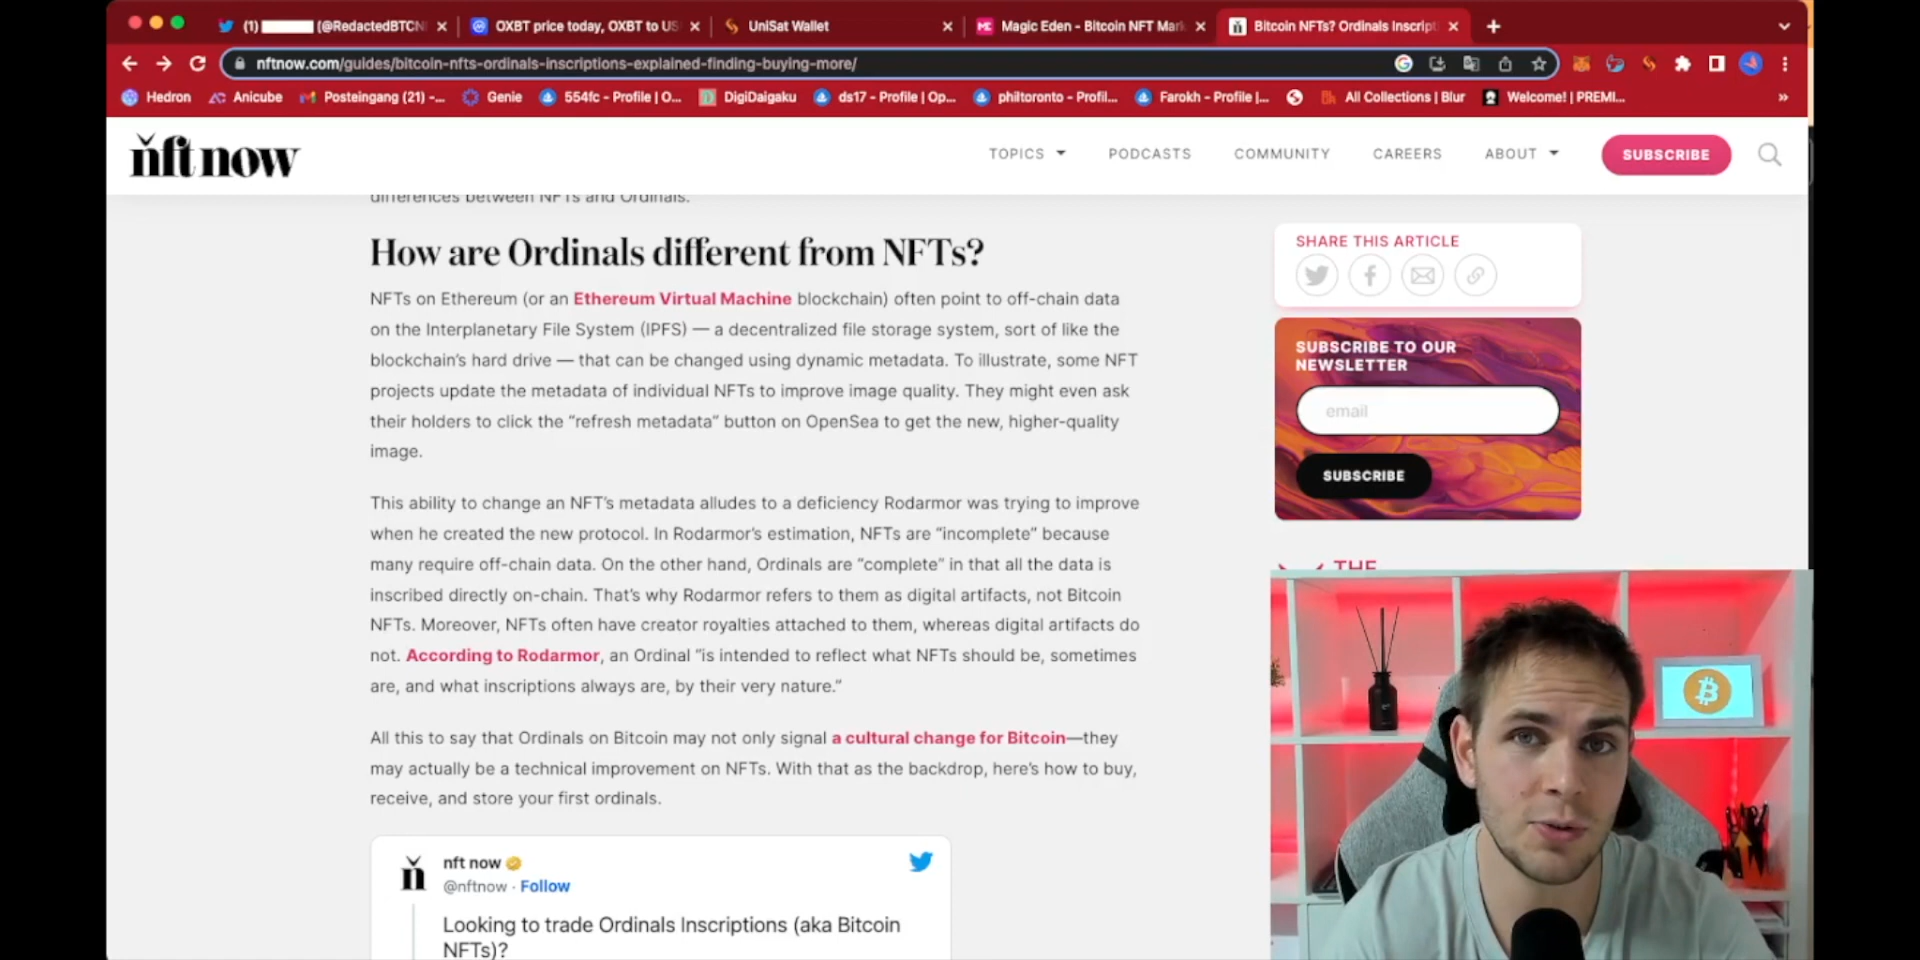 (1) (@RedactedBTCN
OXBT price today, OXBT to US
UniSat Wallet
Magic Eden - Bitcoin NFT Mark
Bitcoin NFTs? Ordinals Inscript
nftnow.com/guides/bitcoin-nfts-ordinals-inscriptions-explained-finding-buying-more/
Hedron
Anicube
Posteingang (21) -...
Genie
554fc - Profile | O...
DigiDaigaku
ds17 - Profile | Op...
philtoronto - Profil...
Farokh - Profile |...
All Collections | Blur
Welcome! | PREMI...
nft now
TOPICS
PODCASTS
COMMUNITY
CAREERS
ABOUT
SUBSCRIBE
differences between NFTs and Ordinals.
How are Ordinals different from NFTs?
NFTs on Ethereum (or an Ethereum Virtual Machine blockchain) often point to off-chain data
on the Interplanetary File System (IPFS) — a decentralized file storage system, sort of like the
blockchain's hard drive — that can be changed using dynamic metadata. To illustrate, some NFT
projects update the metadata of individual NFTs to improve image quality. They might even ask
their holders to click the “refresh metadata” button on OpenSea to get the new, higher-quality
image.
This ability to change an NFT's metadata alludes to a deficiency Rodarmor was trying to improve
when he created the new protocol. In Rodarmor's estimation, NFTs are “incomplete” because
many require off-chain data. On the other hand, Ordinals are “complete” in that all the data is
inscribed directly on-chain. That's why Rodarmor refers to them as digital artifacts, not Bitcoin
NFTs. Moreover, NFTs often have creator royalties attached to them, whereas digital artifacts do
not. According to Rodarmor, an Ordinal “is intended to reflect what NFTs should be, sometimes
are, and what inscriptions always are, by their very nature.”
All this to say that Ordinals on Bitcoin may not only signal a cultural change for Bitcoin—they
may actually be a technical improvement on NFTs. With that as the backdrop, here's how to buy,
receive, and store your first ordinals.
nft now
@nftnow · Follow
Looking to trade Ordinals Inscriptions (aka Bitcoin
NFTs)?
SHARE THIS ARTICLE
SUBSCRIBE TO OUR
NEWSLETTER
email
SUBSCRIBE
THE